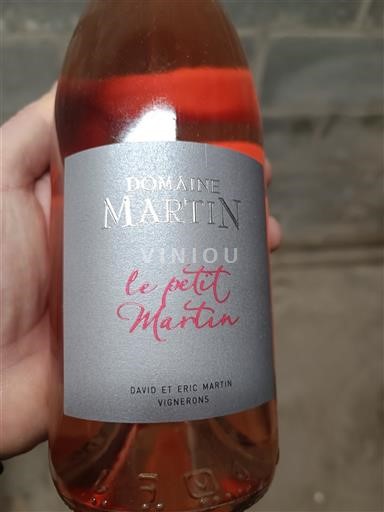 DOMAINE
MARTIN
VINIOU
le petit
Martin
DAVID ET ERIC MARTIN
VIGNERONS